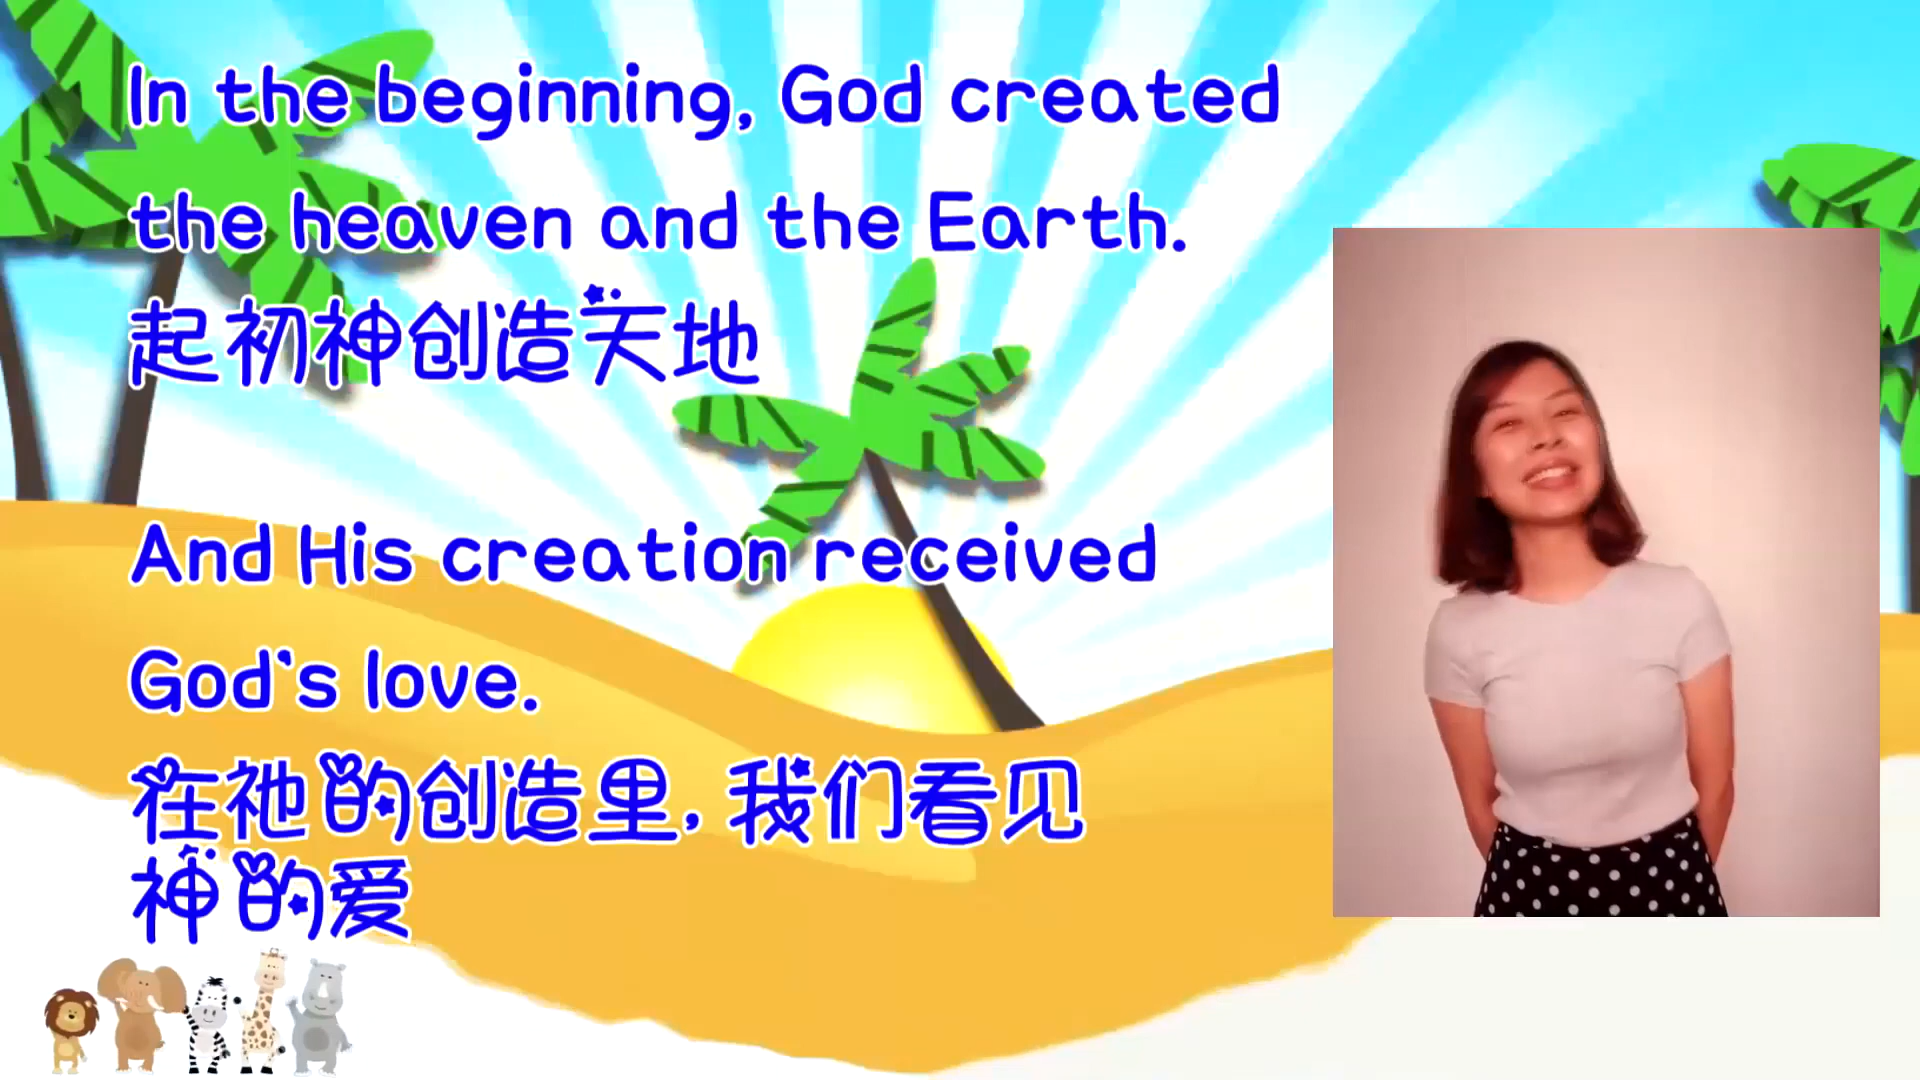 In the beginning, God created
the heaven and the Earth.
起初神创造天地
And His creation received
God's love.
在祂的创造里, 我们看见
神的爱